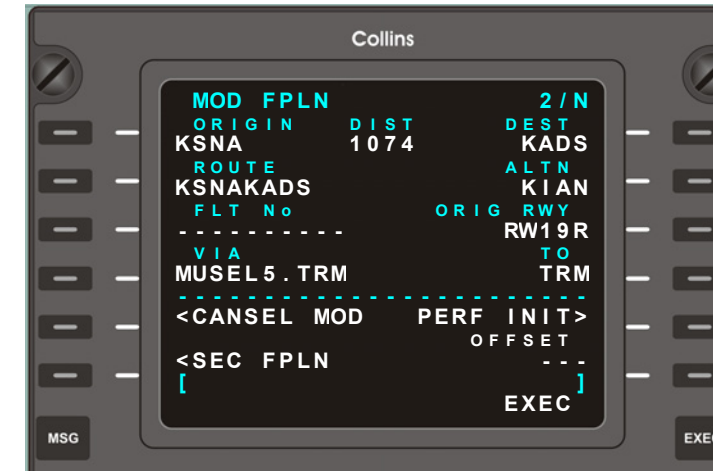 Collins
MOD FPLN 2/N
ORIGIN DIST DEST
KSNA 1074 KADS
ROUTE ALTN
KSNAKADS KIAN
FLT No ORIG RWY
---------- RW19R
VIA TO
MUSEL5.TRM TRM
------------------------
<CANSEL MOD PERF INIT>
OFFSET
<SEC FPLN ---
[ ]
EXEC
MSG EXEC